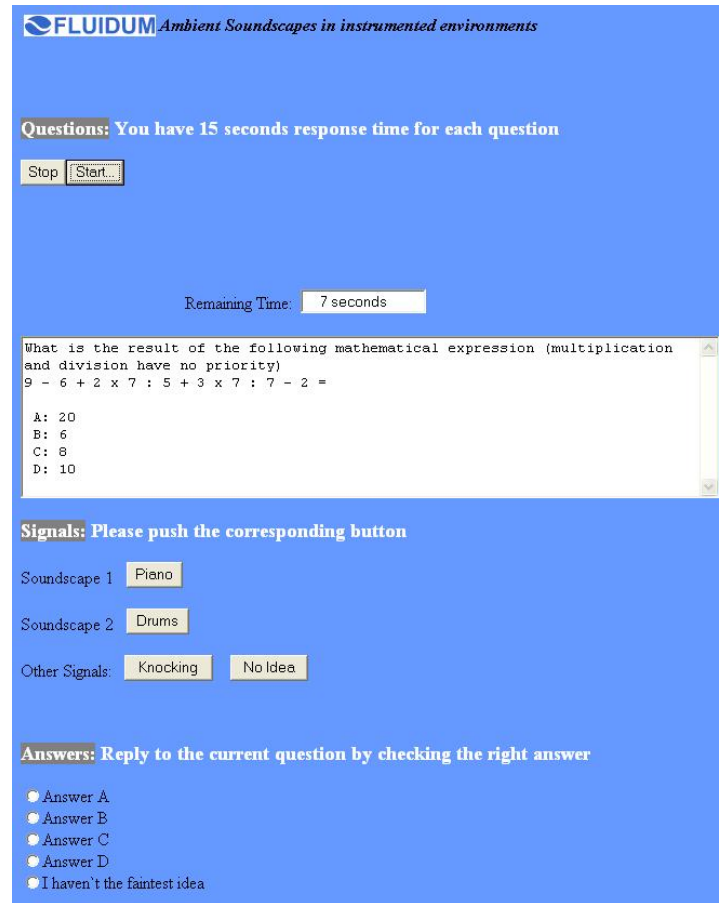 FLUIDUM Ambient Soundscapes in instrumented environments
Questions: You have 15 seconds response time for each question
Stop Start...
Remaining Time: 7 seconds
What is the result of the following mathematical expression (multiplication
and division have no priority)
9 - 6 + 2 x 7 : 5 + 3 x 7 : 7 - 2 =
A: 20
B: 6
C: 8
D: 10
Signals: Please push the corresponding button
Soundscape 1 Piano
Soundscape 2 Drums
Other Signals: Knocking No Idea
Answers: Reply to the current question by checking the right answer
Answer A
Answer B
Answer C
Answer D
I haven`t the faintest idea